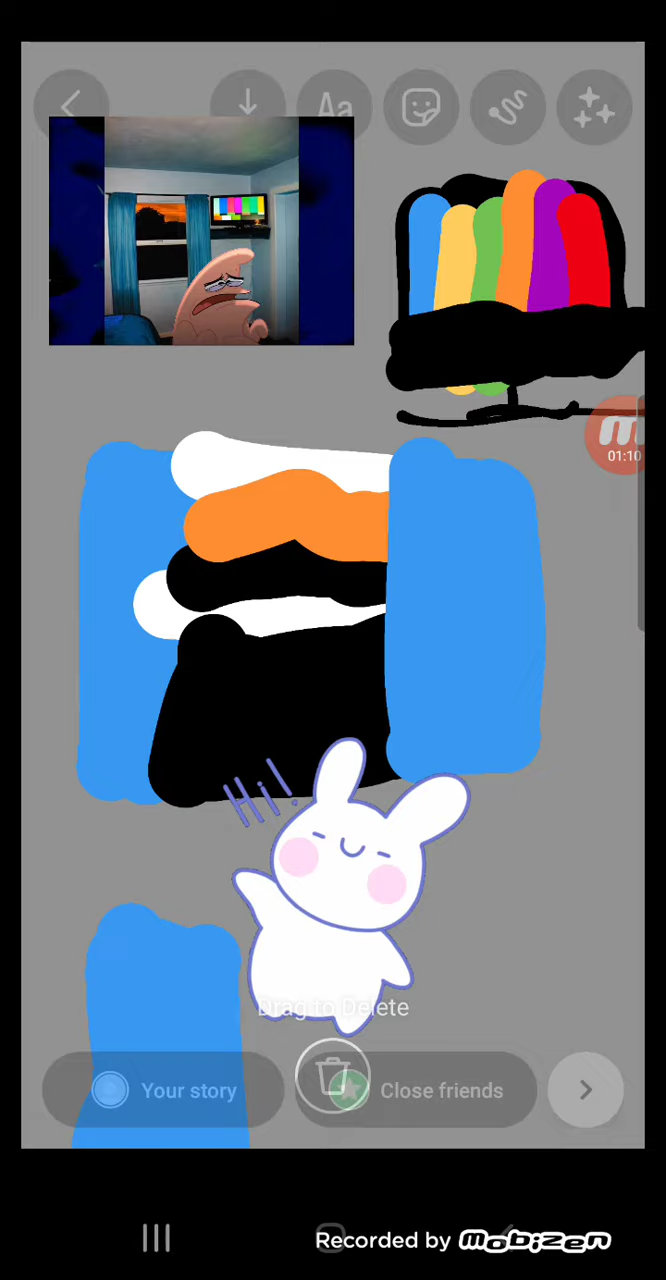 Aa
01:10
Hi!
Drag to Delete
Your story
Close friends
Recorded by mobizen